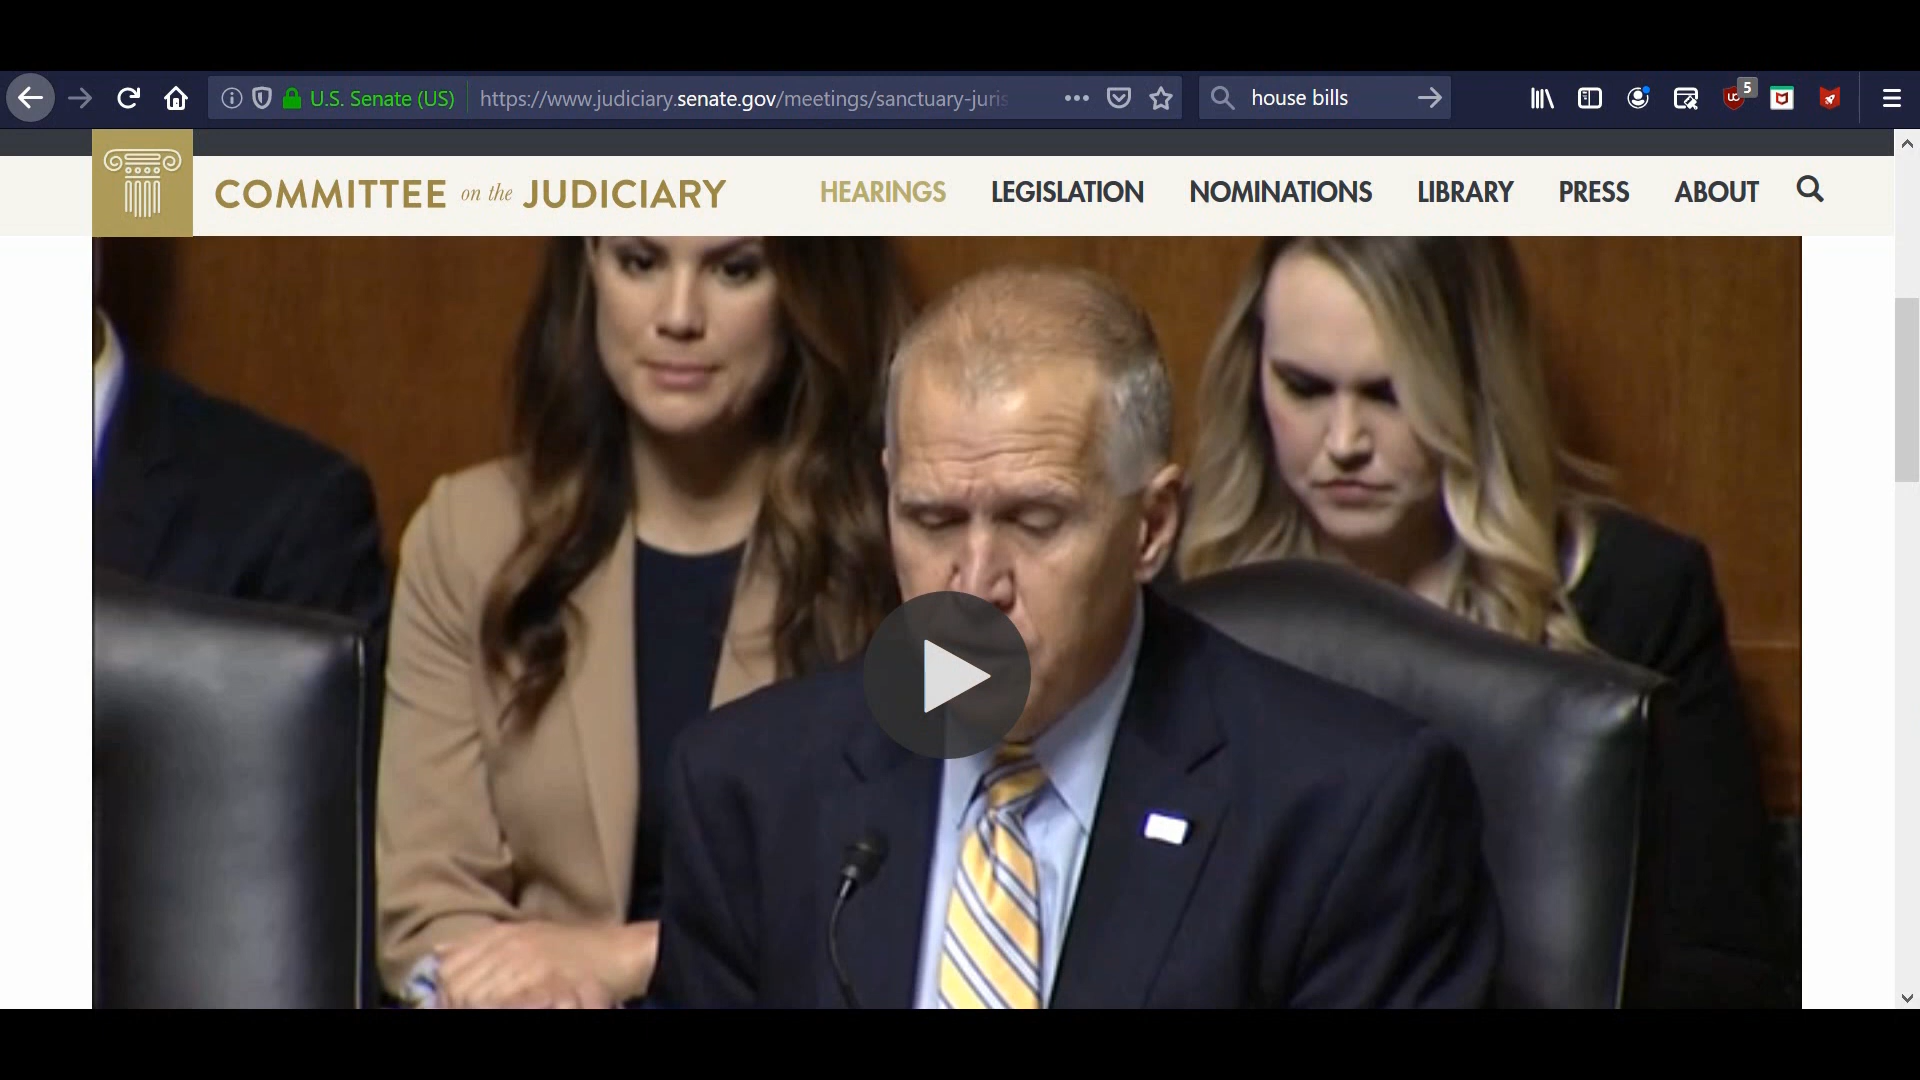 U.S. Senate (US) https://www.judiciary.senate.gov/meetings/sanctuary-juris house bills 5
COMMITTEE on the JUDICIARY HEARINGS LEGISLATION NOMINATIONS LIBRARY PRESS ABOUT